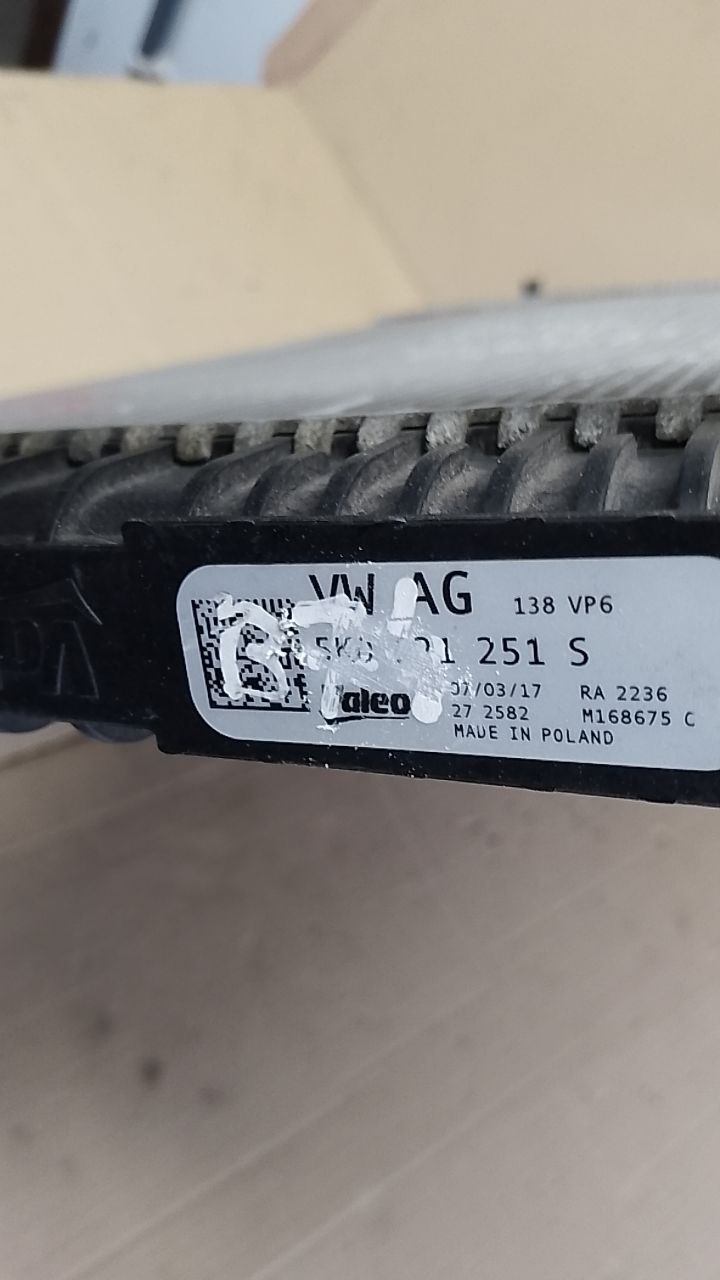 VW AG 138 VP6
251 S
Valeo 07/03/17 RA 2236
27 2582 M168675 C
MADE IN POLAND